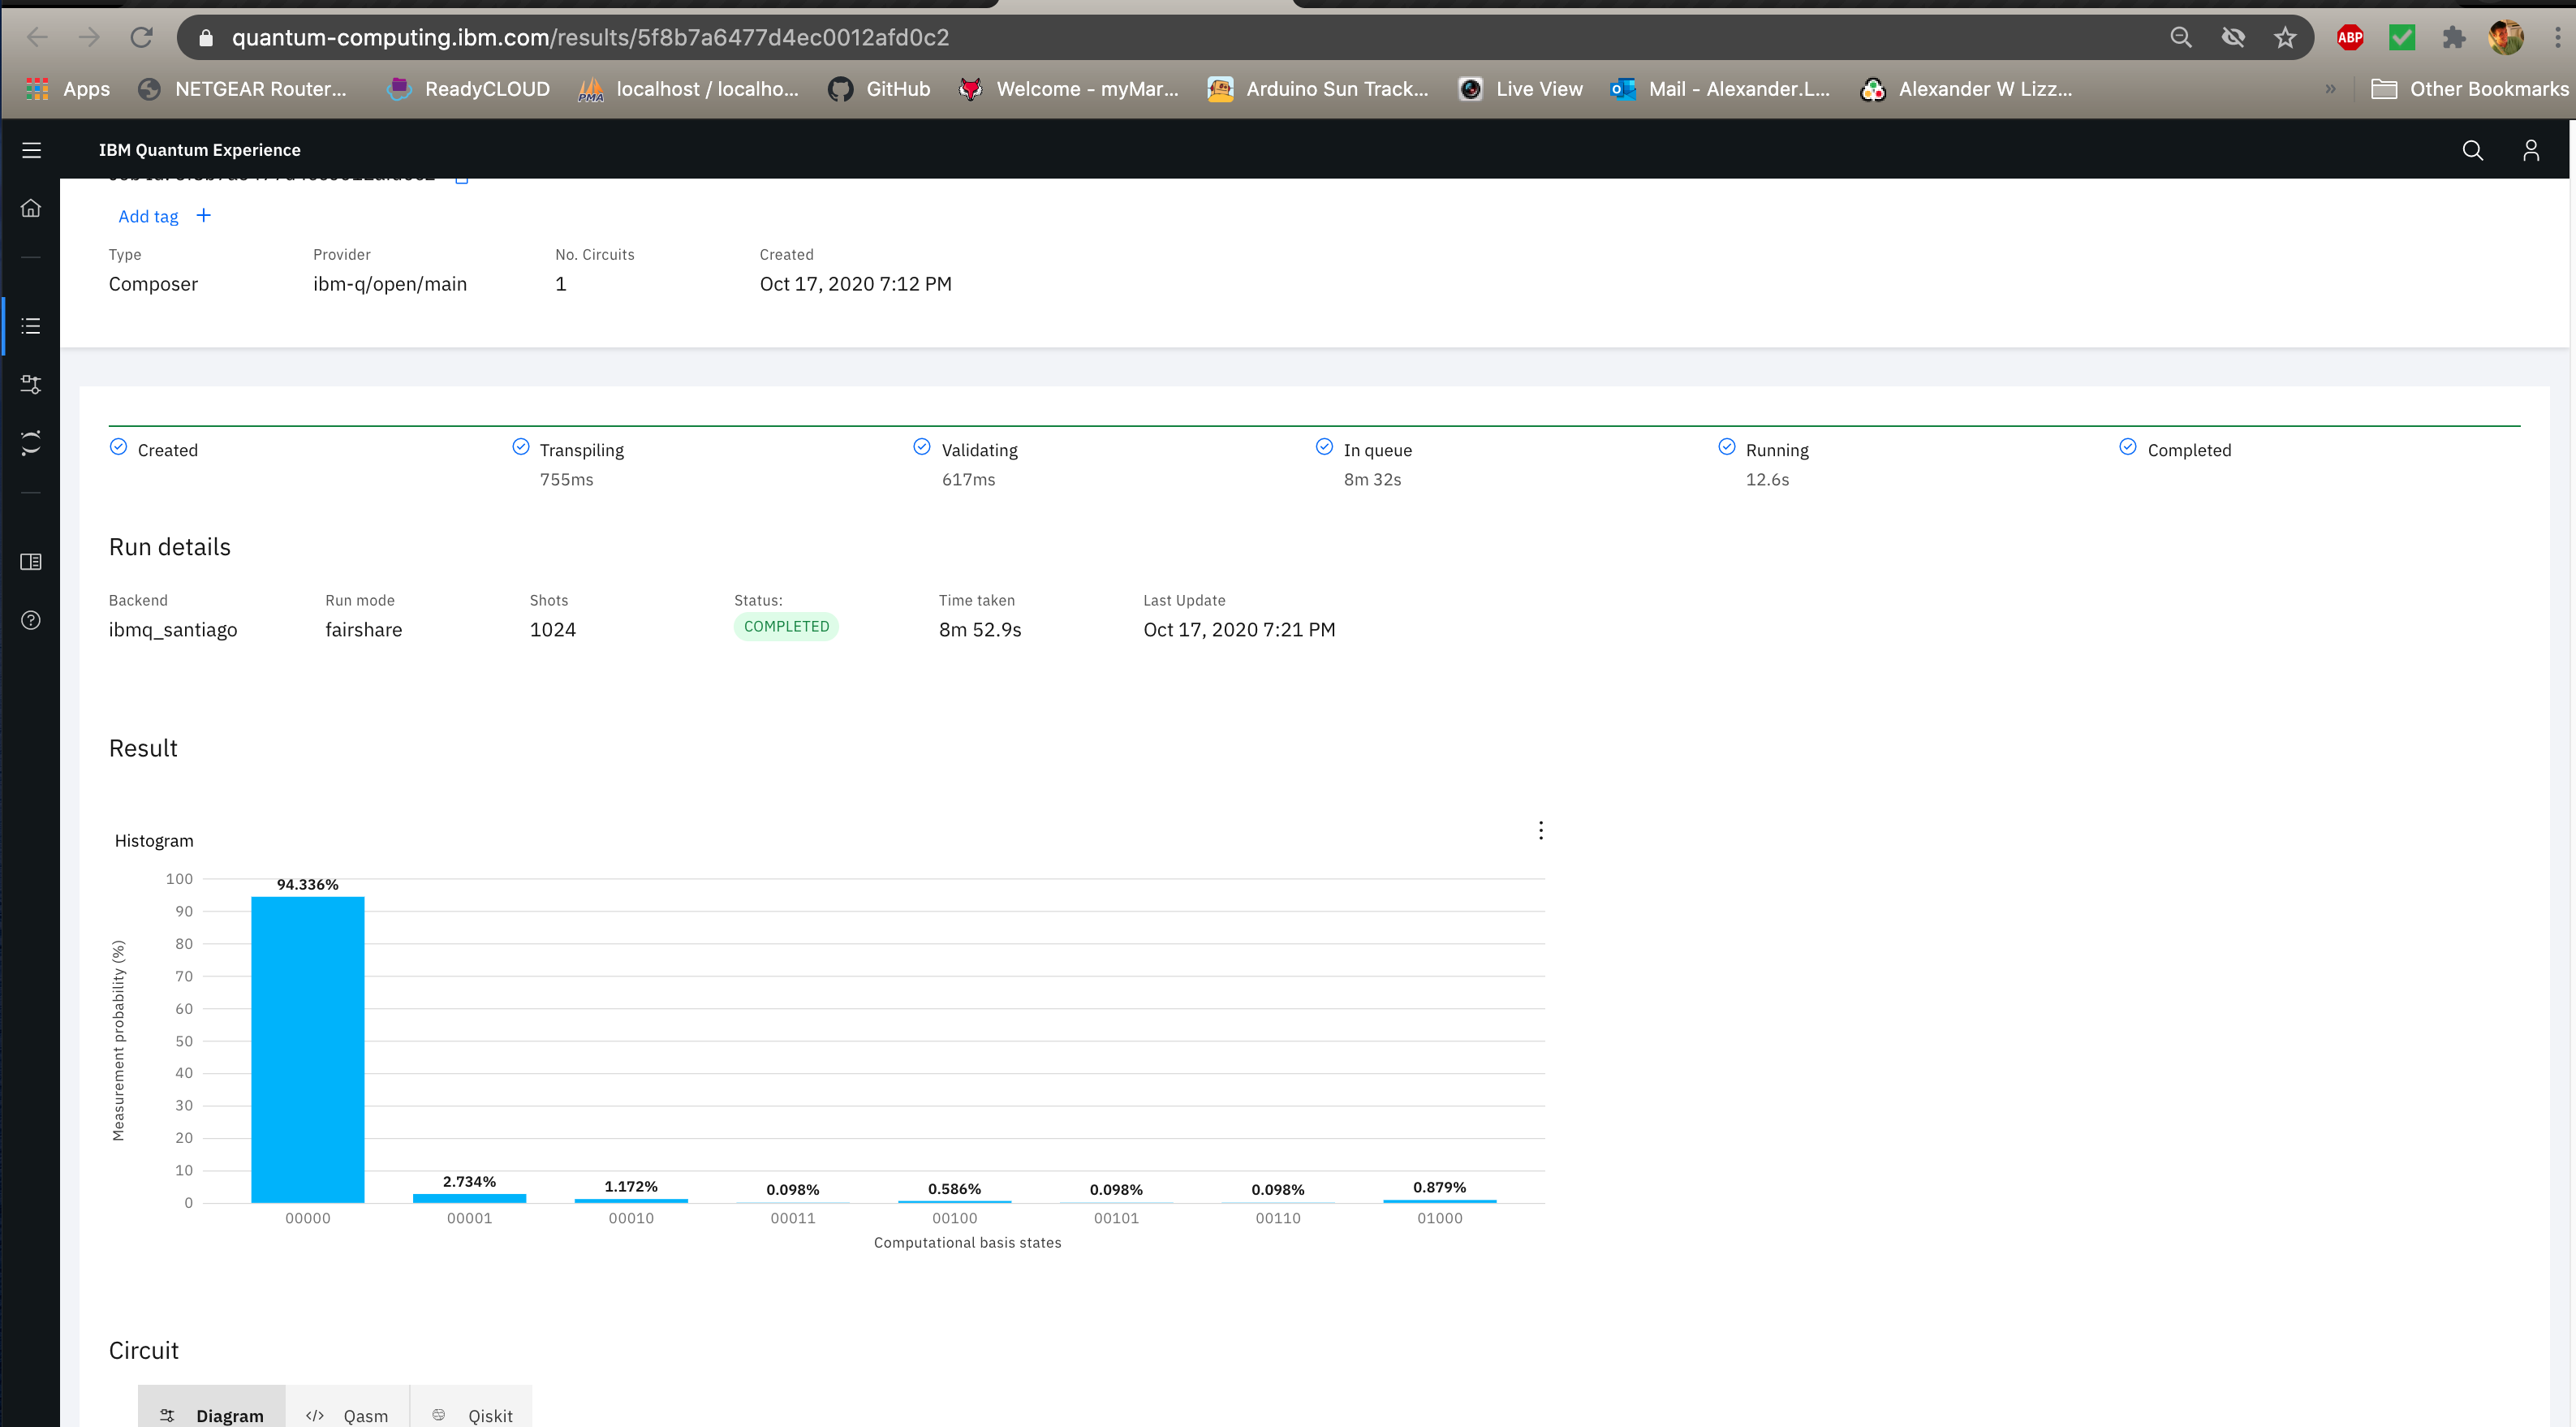 quantum-computing.ibm.com/results/5f8b7a6477d4ec0012afd0c2
ABP
Apps NETGEAR Router... ReadyCLOUD PMA localhost / localho... GitHub Welcome - myMar... Arduino Sun Track... Live View Mail - Alexander.L... Alexander W Lizz... » Other Bookmarks
IBM Quantum Experience
Add tag +
Type Provider No. Circuits Created
Composer ibm-q/open/main 1 Oct 17, 2020 7:12 PM
Created Transpiling Validating In queue Running Completed
755ms 617ms 8m 32s 12.6s
Run details
Backend Run mode Shots Status: Time taken Last Update
ibmq_santiago fairshare 1024 COMPLETED 8m 52.9s Oct 17, 2020 7:21 PM
Result
Histogram
Measurement probability (%)
100
90
80
70
60
50
40
30
20
10
0
94.336% 2.734% 1.172% 0.098% 0.586% 0.098% 0.098% 0.879%
00000 00001 00010 00011 00100 00101 00110 01000
Computational basis states
Circuit
Diagram </> Qasm Qiskit